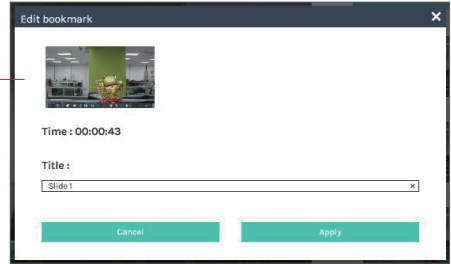 Edit bookmark
×
Time : 00:00:43
Title :
Slide 1 ×
Cancel Apply